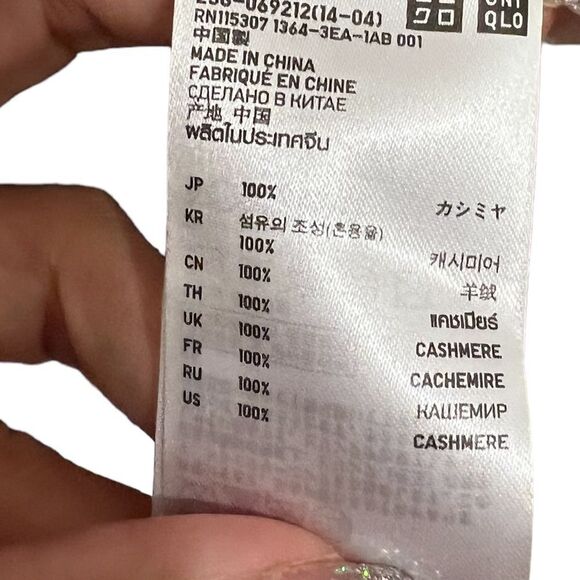 069212(14-04)
RN115307 1364-3EA-1AB 001
UNI
QLO
中国製
MADE IN CHINA
FABRIQUÉ EN CHINE
СДЕЛАНО В КИТАЕ
产地 中国
ผลิตในประเทศจีน
JP 100% カシミヤ
KR 섬유의 조성(혼용율)
100% 캐시미어
CN 100% 羊绒
TH 100% แคชเมียร์
UK 100% CASHMERE
FR 100% CACHEMIRE
RU 100% КАШЕМИР
US 100% CASHMERE